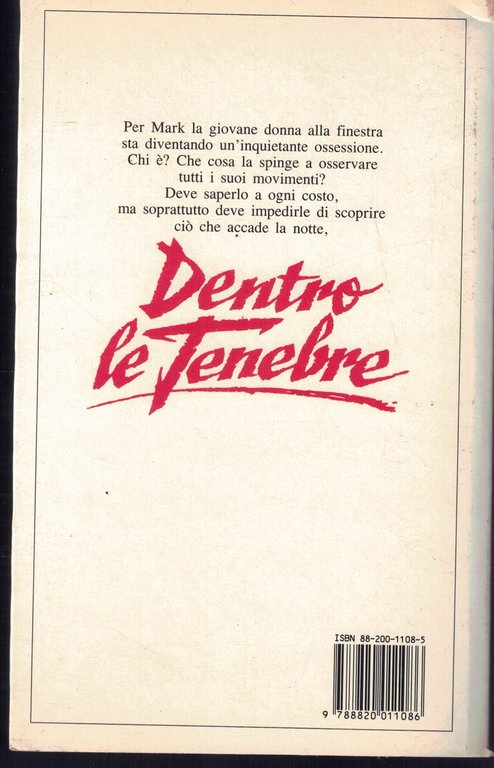 Per Mark la giovane donna alla finestra
sta diventando un'inquietante ossessione.
Chi è? Che cosa la spinge a osservare
tutti i suoi movimenti?
Deve saperlo a ogni costo,
ma soprattutto deve impedirle di scoprire
ciò che accade la notte,
Dentro
le Tenebre
ISBN 88-200-1108-5
9 788820 011086